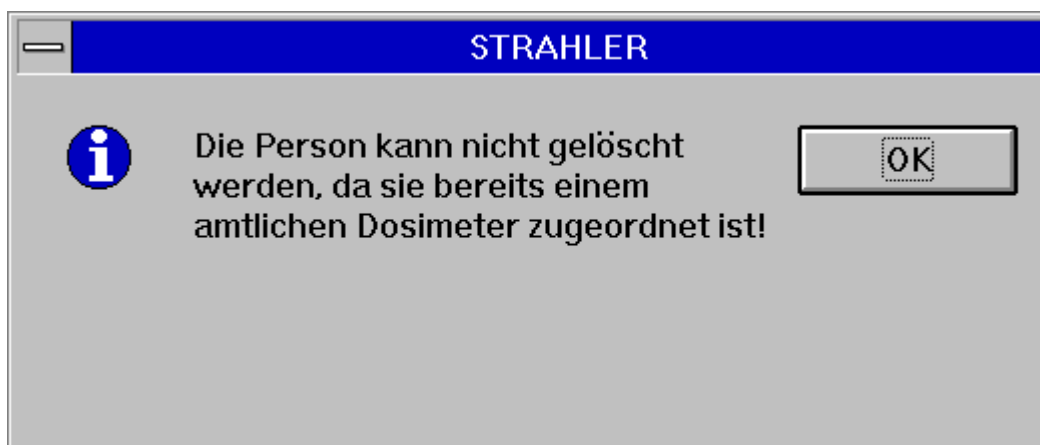 STRAHLER
Die Person kann nicht gelöscht
werden, da sie bereits einem
amtlichen Dosimeter zugeordnet ist!
OK